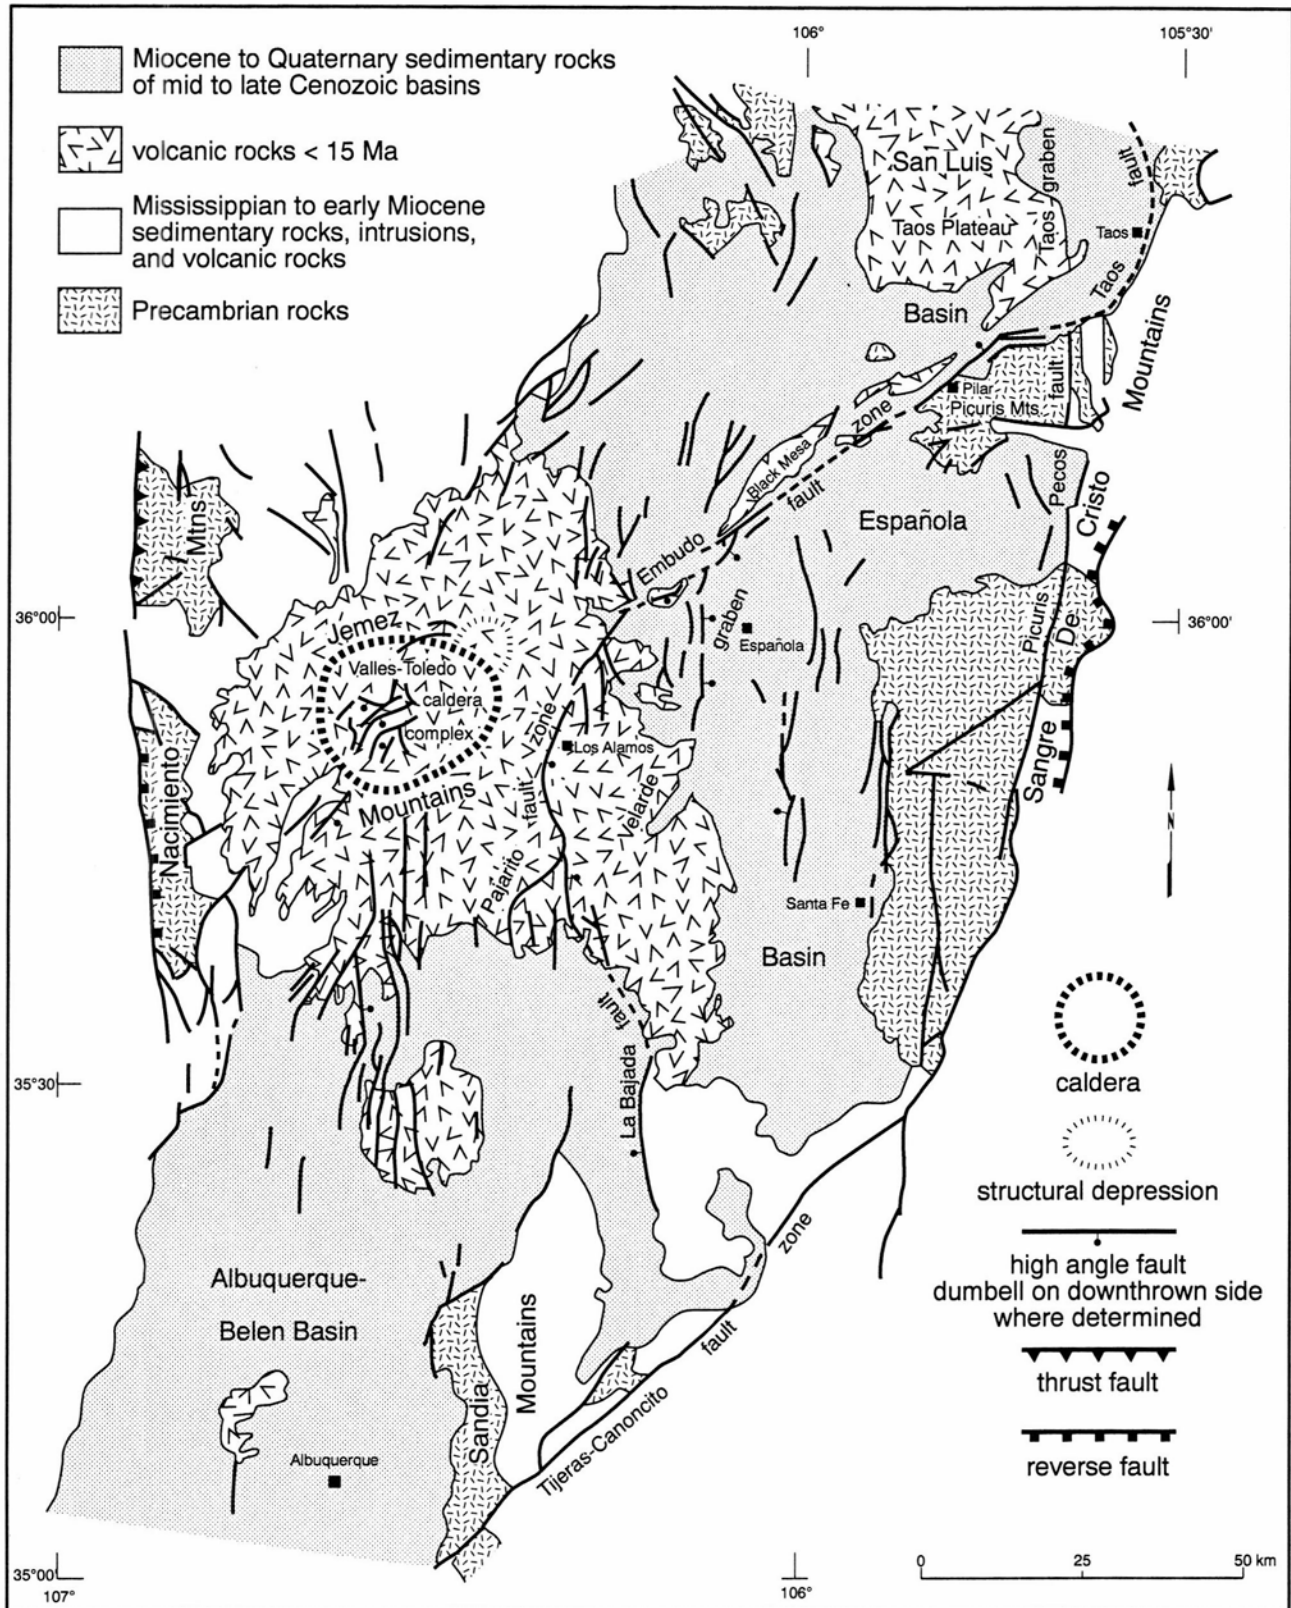 106°
105°30'
Miocene to Quaternary sedimentary rocks
of mid to late Cenozoic basins
volcanic rocks < 15 Ma
Mississippian to early Miocene
sedimentary rocks, intrusions,
and volcanic rocks
Precambrian rocks
San Luis
Taos Plateau
Basin
Taos graben
Taos
Taos fault
Mountains
Pilar
Picuris Mts.
fault
Black Mesa
Embudo fault zone
Española
Pecos
Picuris
Sangre De Cristo
Mtns
36°00'
36°00'
Jemez
Valles-Toledo
caldera
complex
Mountains
graben
Española
Los Alamos
Velarde
Pajarito fault zone
Nacimiento
N
Santa Fe
Basin
fault
La Bajada
35°30'
caldera
structural depression
high angle fault
dumbell on downthrown side
where determined
thrust fault
reverse fault
Albuquerque-
Belen Basin
Sandia
Mountains
Tijeras-Canoncito fault zone
Albuquerque
35°00'
107°
106°
0 25 50 km